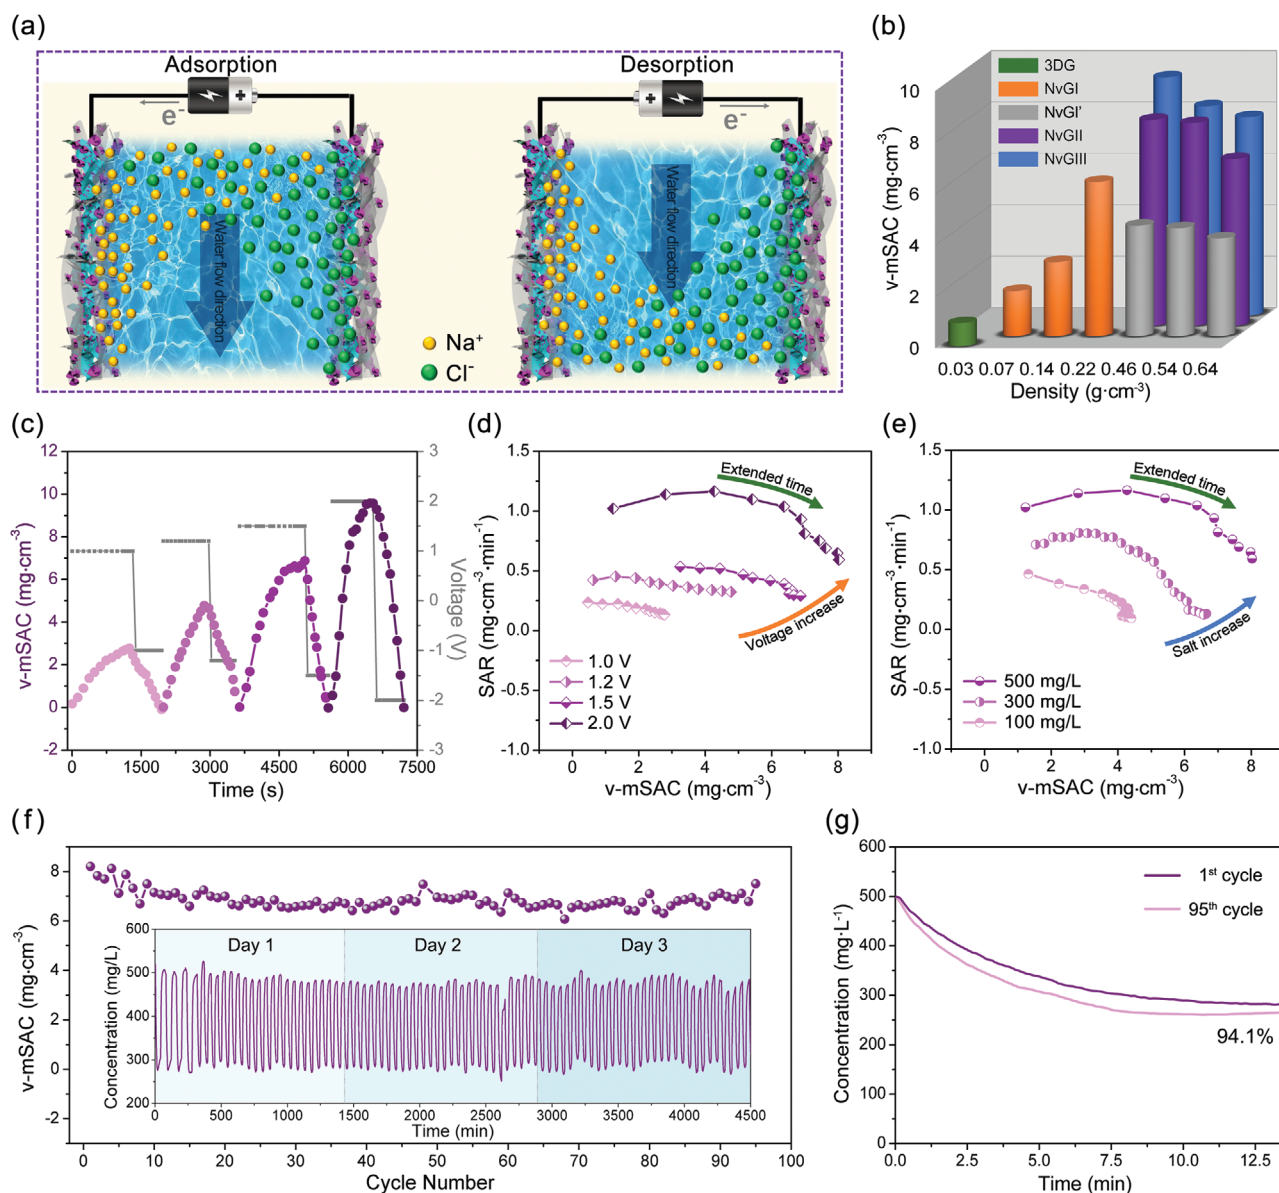 (a)
Adsorption
Desorption
e⁻
e⁻
Water flow direction
Water flow direction
Na⁺
Cl⁻
(b)
3DG
NvGI
NvGI'
NvGII
NvGIII
v-mSAC (mg·cm⁻³)
10
8
6
4
2
0
0.03 0.07 0.14 0.22 0.46 0.54 0.64
Density (g·cm⁻³)
(c)
v-mSAC (mg·cm⁻³)
12
10
8
6
4
2
0
-2
3
2
1
0
-1
-2
-3
Voltage (V)
0 1500 3000 4500 6000 7500
Time (s)
(d)
SAR (mg·cm⁻³·min⁻¹)
1.5
1.0
0.5
0.0
-0.5
-1.0
Extended time
Voltage increase
1.0 V
1.2 V
1.5 V
2.0 V
0 2 4 6 8
v-mSAC (mg·cm⁻³)
(e)
SAR (mg·cm⁻³·min⁻¹)
1.5
1.0
0.5
0.0
-0.5
-1.0
Extended time
Salt increase
500 mg/L
300 mg/L
100 mg/L
0 2 4 6 8
v-mSAC (mg·cm⁻³)
(f)
v-mSAC (mg·cm⁻³)
8
6
4
2
0
-2
Concentration (mg/L)
600
500
400
300
200
Day 1 Day 2 Day 3
0 500 1000 1500 2000 2500 3000 3500 4000 4500
Time (min)
0 10 20 30 40 50 60 70 80 90 100
Cycle Number
(g)
Concentration (mg·L⁻¹)
600
500
400
300
200
100
0
1ˢᵗ cycle
95ᵗʰ cycle
94.1%
0.0 2.5 5.0 7.5 10.0 12.5
Time (min)